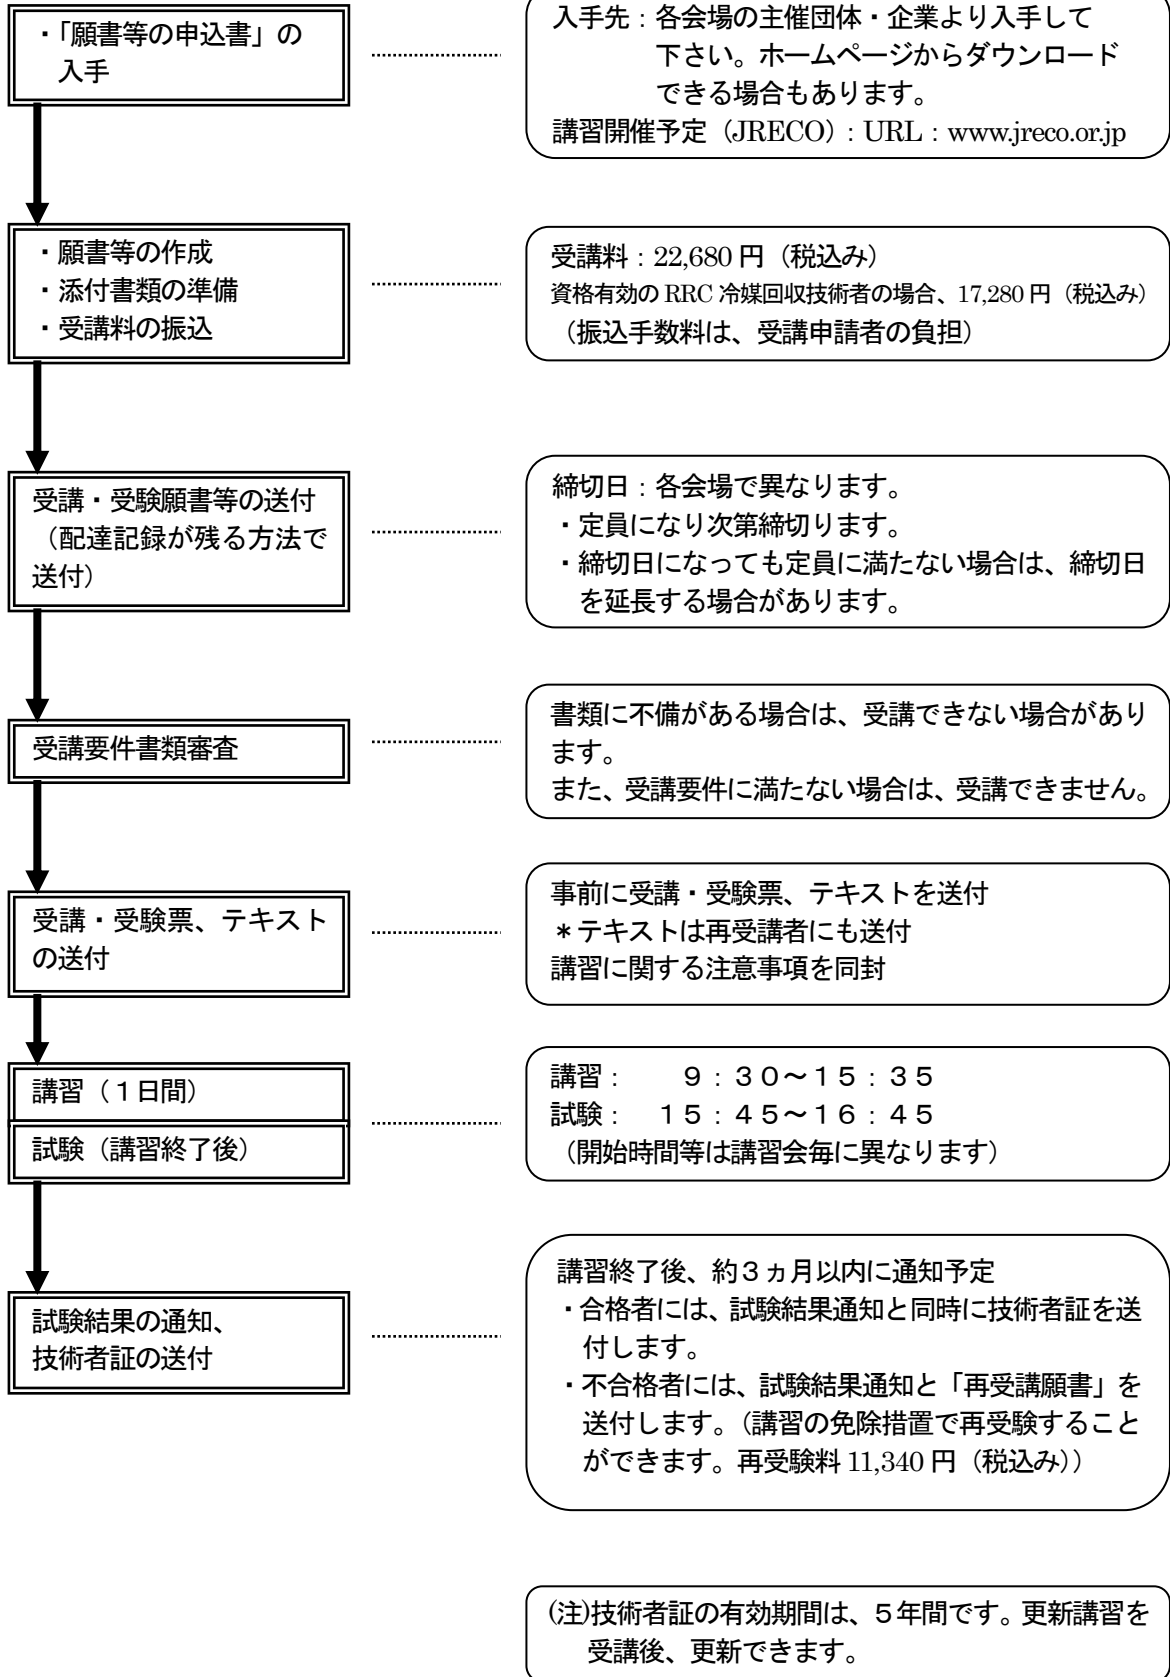 ・「願書等の申込書」の
入手
入手先：各会場の主催団体・企業より入手して
下さい。ホームページからダウンロード
できる場合もあります。
講習開催予定（JRECO）：URL：www.jreco.or.jp
・願書等の作成
・添付書類の準備
・受講料の振込
受講料：22,680 円（税込み）
資格有効の RRC 冷媒回収技術者の場合、17,280 円（税込み）
（振込手数料は、受講申請者の負担）
受講・受験願書等の送付
（配達記録が残る方法で
送付）
締切日：各会場で異なります。
・定員になり次第締切ります。
・締切日になっても定員に満たない場合は、締切日
を延長する場合があります。
受講要件書類審査
書類に不備がある場合は、受講できない場合があり
ます。
また、受講要件に満たない場合は、受講できません。
受講・受験票、テキスト
の送付
事前に受講・受験票、テキストを送付
＊テキストは再受講者にも送付
講習に関する注意事項を同封
講習（１日間）
試験（講習終了後）
講習：　　９：３０～１５：３５
試験：　１５：４５～１６：４５
（開始時間等は講習会毎に異なります）
試験結果の通知、
技術者証の送付
講習終了後、約３ヵ月以内に通知予定
・合格者には、試験結果通知と同時に技術者証を送
付します。
・不合格者には、試験結果通知と「再受講願書」を
送付します。（講習の免除措置で再受験すること
ができます。再受験料 11,340 円（税込み））
(注)技術者証の有効期間は、５年間です。更新講習を
受講後、更新できます。